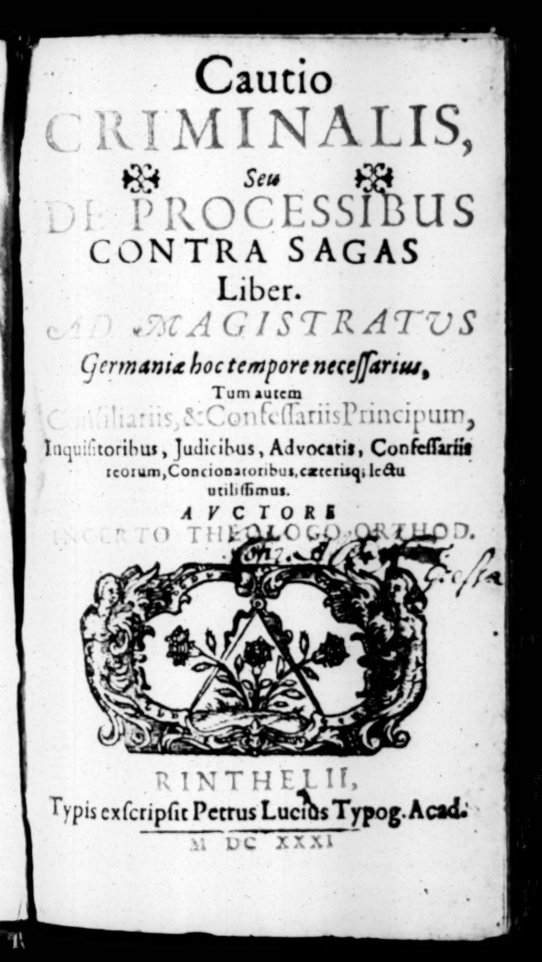 Cautio
CRIMINALIS,
Seu
DE PROCESSIBUS
CONTRA SAGAS
Liber.
AD MAGISTRATUS
Germaniæ hoc tempore neceſſarius,
Tum autem
Conſiliariis, & Confeſſariis Principum,
Inquiſitoribus, Judicibus, Advocatis, Confeſſariis
reorum, Concionatoribus, cæterisq; lectu
utiliſſimus.
AVCTORE
INCERTO THEOLOGO ORTHOD.
RINTHELII,
Typis exſcripſit Petrus Lucius Typog. Acad.
M DC XXXI